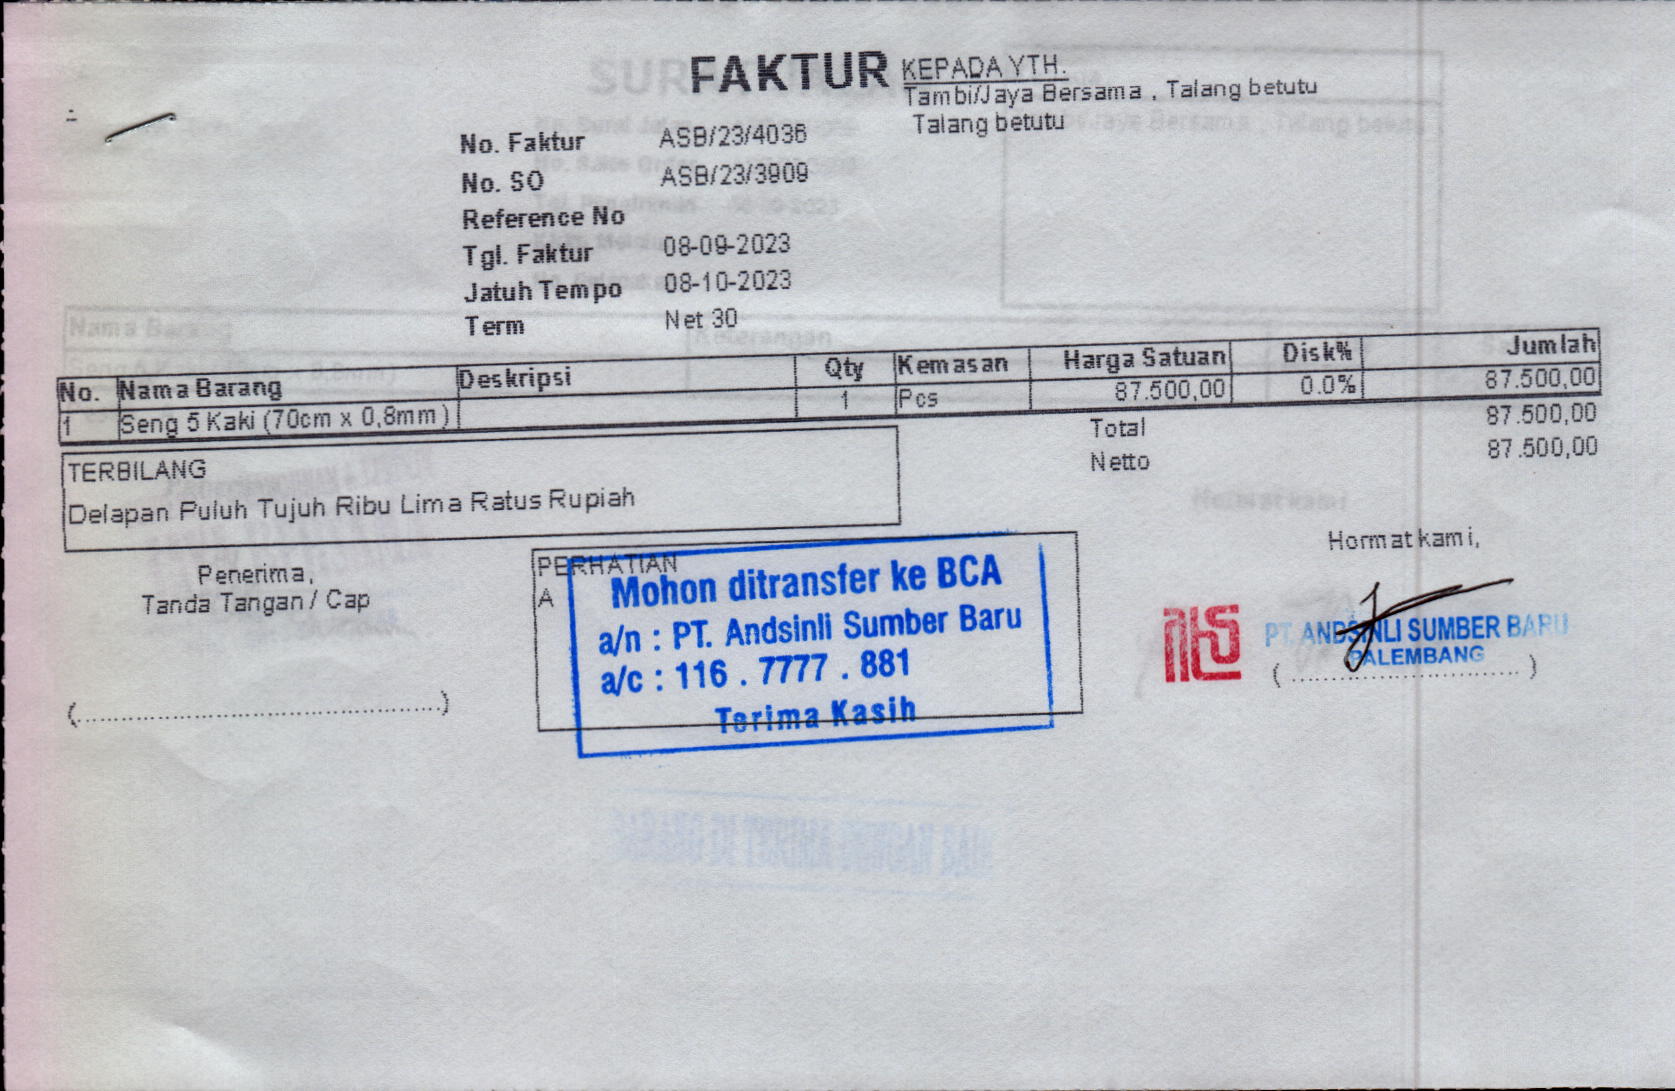 FAKTUR
KEPADA YTH.
Tambi/Jaya Bersama , Talang betutu
Talang betutu
No. Faktur ASB/23/4036
No. SO ASB/23/3909
Reference No
Tgl. Faktur 08-09-2023
Jatuh Tempo 08-10-2023
Term Net 30
No. Nama Barang Deskripsi Qty Kemasan Harga Satuan Disk% Jumlah
1 Seng 5 Kaki (70cm x 0,8mm) 1 Pcs 87.500,00 0.0% 87.500,00
Total 87.500,00
Netto 87.500,00
TERBILANG
Delapan Puluh Tujuh Ribu Lima Ratus Rupiah
Penerima,
Tanda Tangan / Cap
(........................................)
PERHATIAN
A
Mohon ditransfer ke BCA
a/n : PT. Andsinli Sumber Baru
a/c : 116 . 7777 . 881
Terima Kasih
Hormat kami,
PT. ANDSINLI SUMBER BARU
PALEMBANG
(................................)